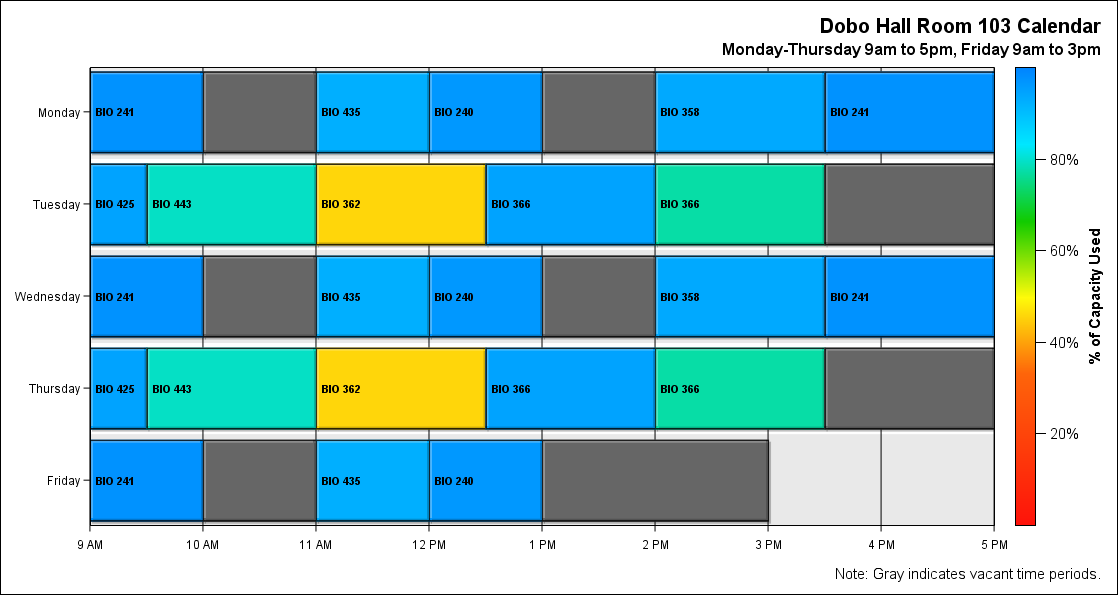 Dobo Hall Room 103 Calendar
Monday-Thursday 9am to 5pm, Friday 9am to 3pm
Monday
BIO 241
BIO 435
BIO 240
BIO 358
BIO 241
Tuesday
BIO 425
BIO 443
BIO 362
BIO 366
BIO 366
Wednesday
BIO 241
BIO 435
BIO 240
BIO 358
BIO 241
Thursday
BIO 425
BIO 443
BIO 362
BIO 366
BIO 366
Friday
BIO 241
BIO 435
BIO 240
9 AM
10 AM
11 AM
12 PM
1 PM
2 PM
3 PM
4 PM
5 PM
80%
60%
40%
20%
% of Capacity Used
Note: Gray indicates vacant time periods.